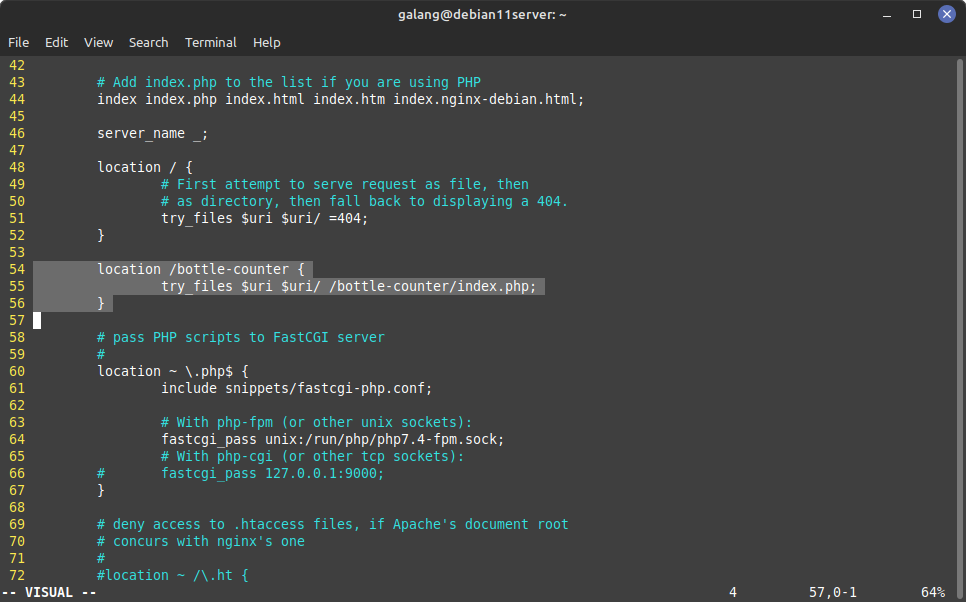 galang@debian11server: ~
File Edit View Search Terminal Help
42
43         # Add index.php to the list if you are using PHP
44         index index.php index.html index.htm index.nginx-debian.html;
45
46         server_name _;
47
48         location / {
49                 # First attempt to serve request as file, then
50                 # as directory, then fall back to displaying a 404.
51                 try_files $uri $uri/ =404;
52         }
53
54         location /bottle-counter {
55                 try_files $uri $uri/ /bottle-counter/index.php;
56         }
57
58         # pass PHP scripts to FastCGI server
59         #
60         location ~ \.php$ {
61                 include snippets/fastcgi-php.conf;
62
63                 # With php-fpm (or other unix sockets):
64                 fastcgi_pass unix:/run/php/php7.4-fpm.sock;
65                 # With php-cgi (or other tcp sockets):
66         #       fastcgi_pass 127.0.0.1:9000;
67         }
68
69         # deny access to .htaccess files, if Apache's document root
70         # concurs with nginx's one
71         #
72         #location ~ /\.ht {
-- VISUAL -- 4 57,0-1 64%